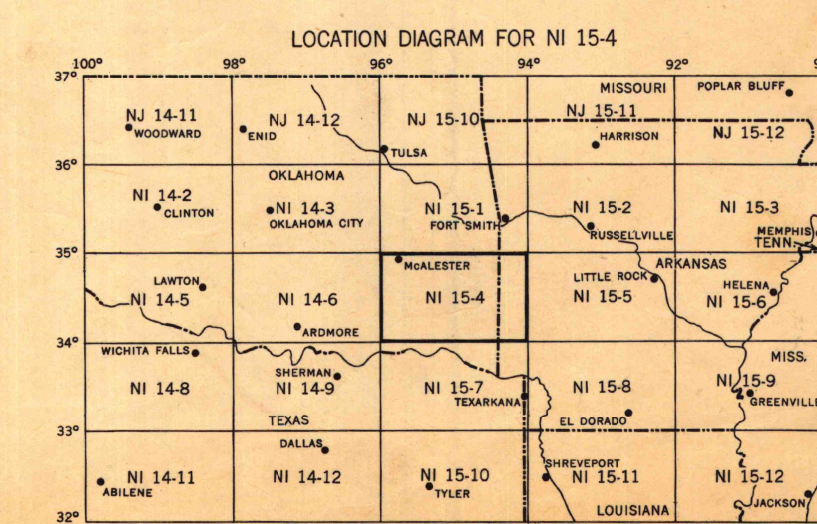 LOCATION DIAGRAM FOR NI 15-4
100° 98° 96° 94° 92°
37°
MISSOURI POPLAR BLUFF
NJ 14-11 NJ 14-12 NJ 15-10 NJ 15-11
WOODWARD ENID TULSA HARRISON NJ 15-12
36°
OKLAHOMA
NI 14-2 NI 14-3 NI 15-1 NI 15-2 NI 15-3
CLINTON OKLAHOMA CITY FORT SMITH RUSSELLVILLE MEMPHIS
TENN.
35°
LAWTON McALESTER LITTLE ROCK ARKANSAS HELENA
NI 14-5 NI 14-6 NI 15-4 NI 15-5 NI 15-6
ARDMORE
34°
WICHITA FALLS SHERMAN MISS.
NI 14-8 NI 14-9 NI 15-7 NI 15-8 NI 15-9
TEXARKANA EL DORADO GREENVILLE
TEXAS
33°
DALLAS SHREVEPORT
NI 14-11 NI 14-12 NI 15-10 NI 15-11 NI 15-12
ABILENE TYLER LOUISIANA JACKSON
32°